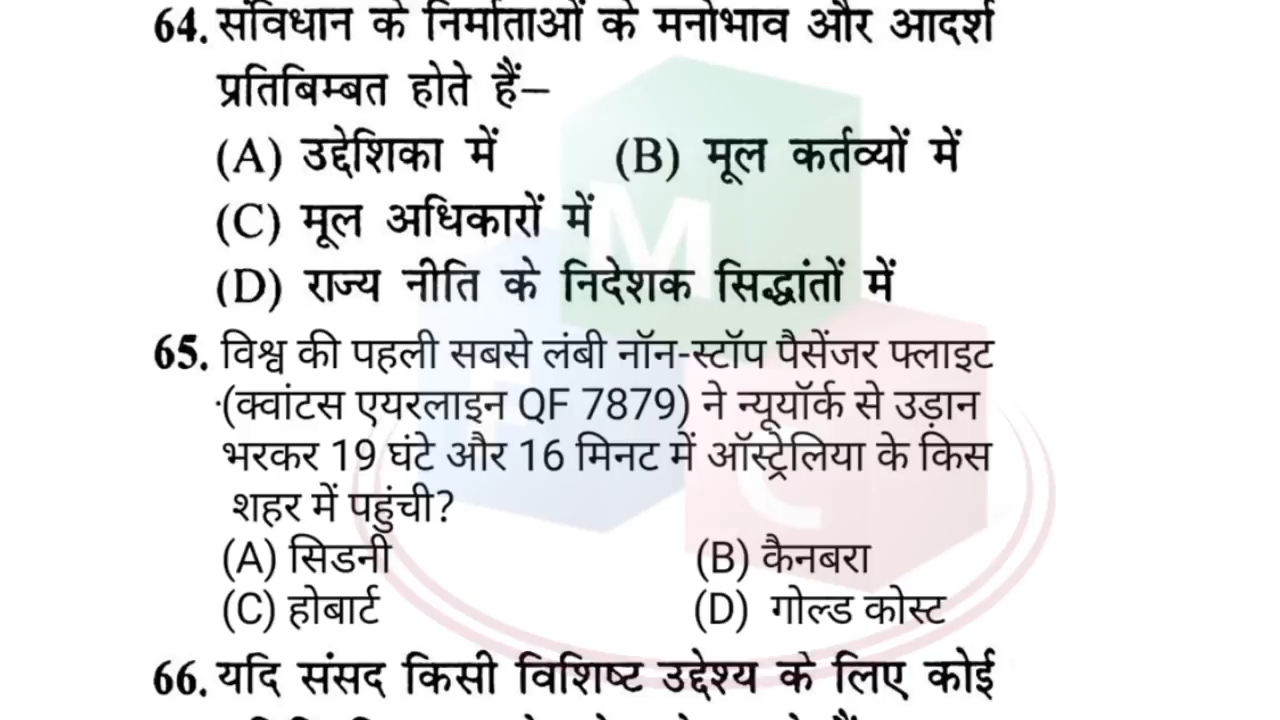 64. संविधान के निर्माताओं के मनोभाव और आदर्श
प्रतिबिम्बत होते हैं–
(A) उद्देशिका में (B) मूल कर्तव्यों में
(C) मूल अधिकारों में
(D) राज्य नीति के निदेशक सिद्धांतों में
65. विश्व की पहली सबसे लंबी नॉन-स्टॉप पैसेंजर फ्लाइट
(क्वांटस एयरलाइन QF 7879) ने न्यूयॉर्क से उड़ान
भरकर 19 घंटे और 16 मिनट में ऑस्ट्रेलिया के किस
शहर में पहुंची?
(A) सिडनी (B) कैनबरा
(C) होबार्ट (D) गोल्ड कोस्ट
66. यदि संसद किसी विशिष्ट उद्देश्य के लिए कोई
M
C